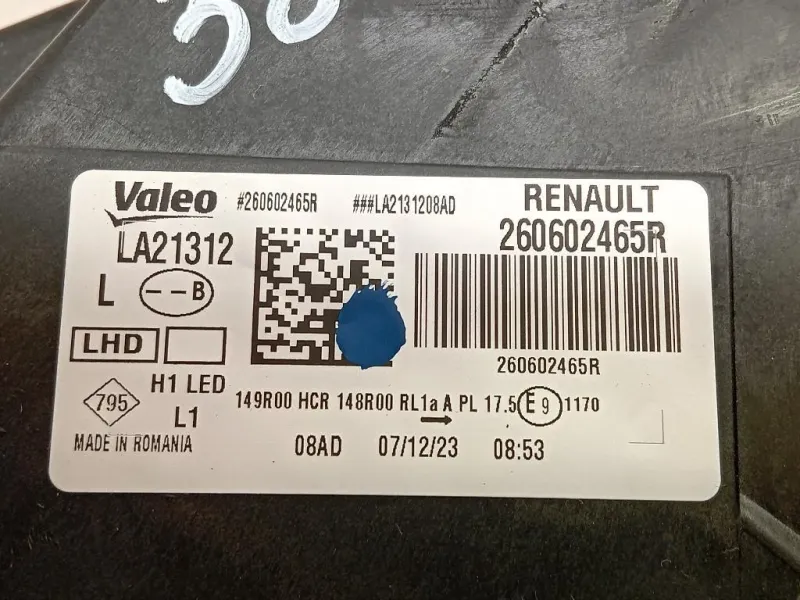 30
Valeo #260602465R ###LA2131208AD RENAULT
LA21312 260602465R
L -- B
LHD
260602465R
H1 LED
795 L1
149R00 HCR 148R00 RL1a A PL 17.5 E9 1170
MADE IN ROMANIA 08AD 07/12/23 08:53